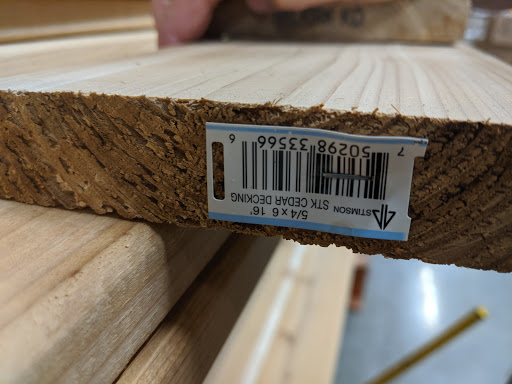 STIMSON STK CEDAR DECKING
5/4 x 6 16'
7 50298 33566 6